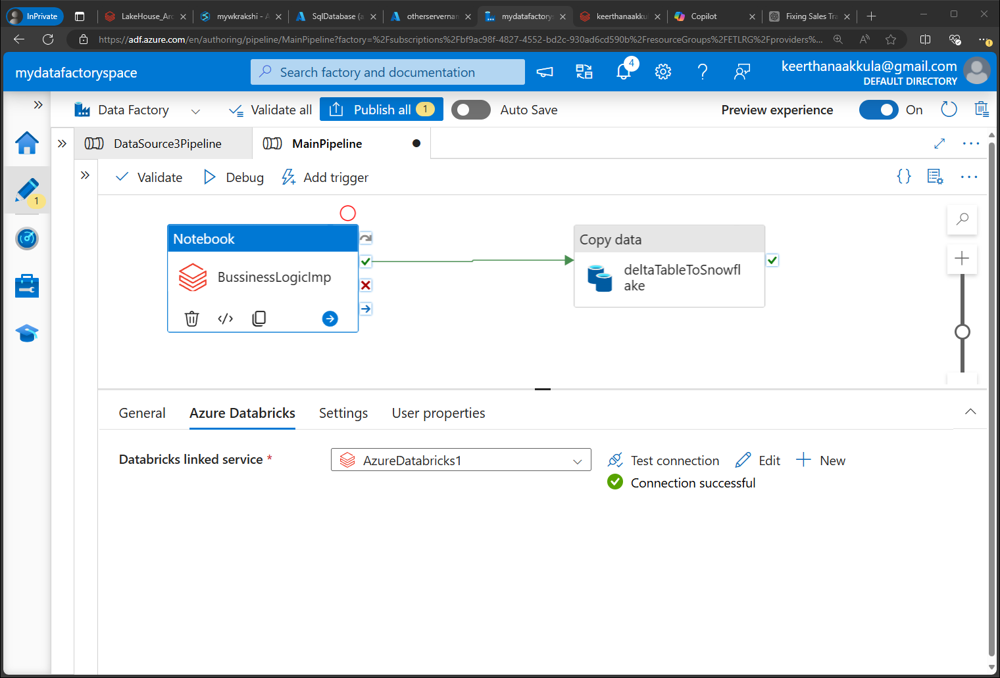 InPrivate
LakeHouse_Arc
mywkrakshi - A
SqlDatabase (a
otherservernam
mydatafactorys
keerthanaakku
Copilot
Fixing Sales Tra
https://adf.azure.com/en/authoring/pipeline/MainPipeline?factory=%2Fsubscriptions%2Fbf9ac98f-4827-4552-bd2c-930ad6cd590b%2FresourceGroups%2FETLRG%2Fproviders%...
mydatafactoryspace
Search factory and documentation
4
keerthanaakkula@gmail.com
DEFAULT DIRECTORY
Data Factory
Validate all
Publish all 1
Auto Save
Preview experience
On
DataSource3Pipeline
MainPipeline
1
Validate
Debug
Add trigger
Notebook
BussinessLogicImp
Copy data
deltaTableToSnowfl
ake
General
Azure Databricks
Settings
User properties
Databricks linked service *
AzureDatabricks1
Test connection
Edit
New
Connection successful